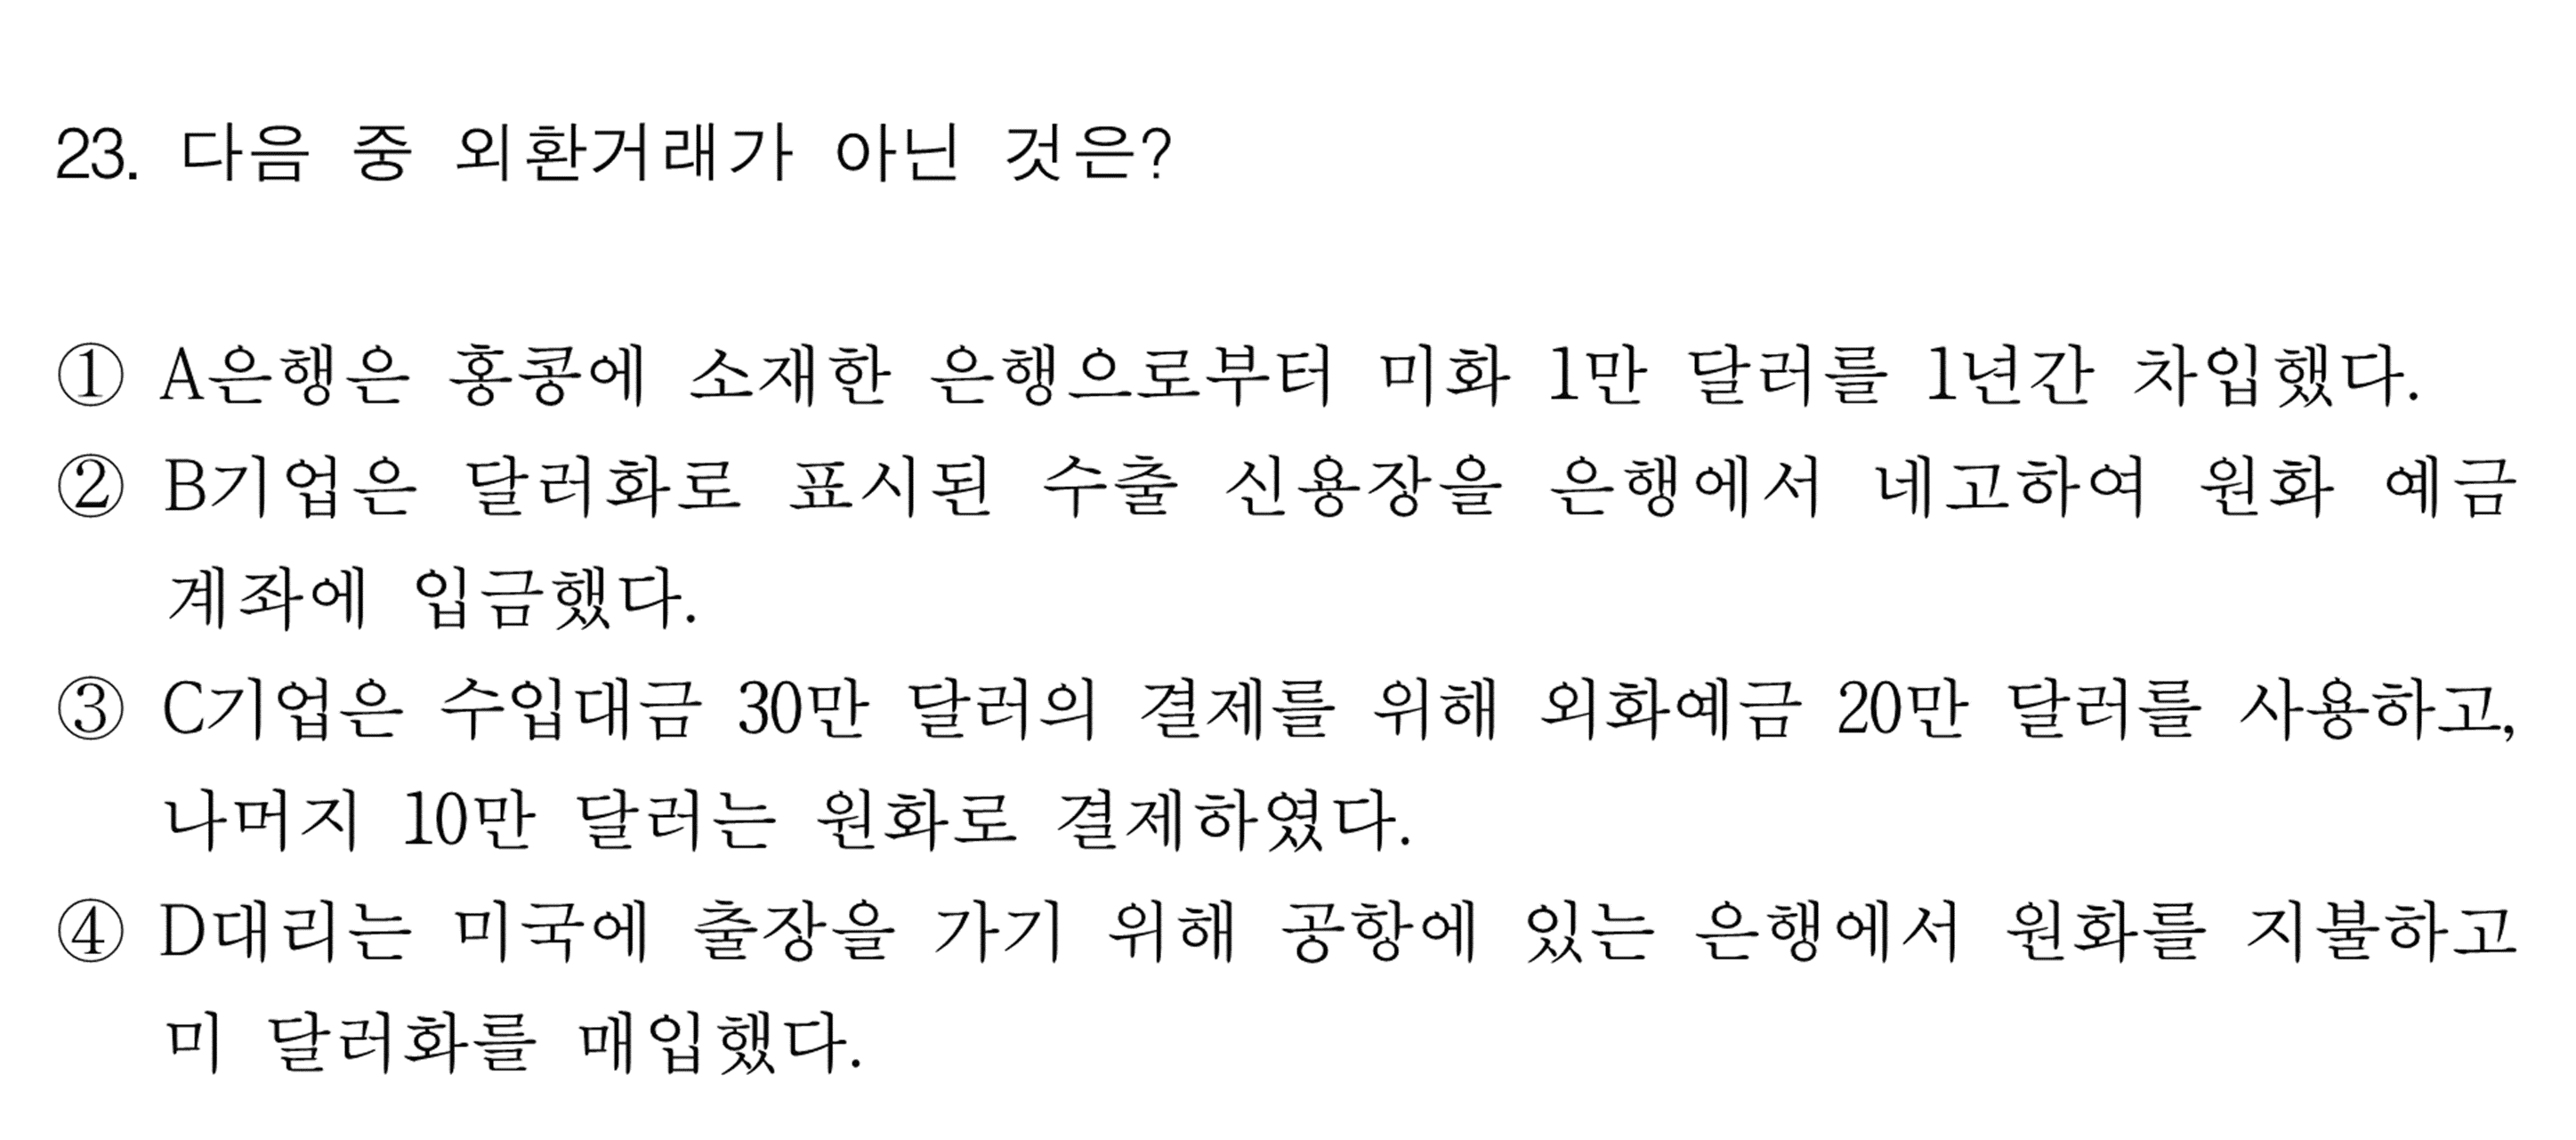 23. 다음 중 외환거래가 아닌 것은?
① A은행은 홍콩에 소재한 은행으로부터 미화 1만 달러를 1년간 차입했다.
② B기업은 달러화로 표시된 수출 신용장을 은행에서 네고하여 원화 예금
계좌에 입금했다.
③ C기업은 수입대금 30만 달러의 결제를 위해 외화예금 20만 달러를 사용하고,
나머지 10만 달러는 원화로 결제하였다.
④ D대리는 미국에 출장을 가기 위해 공항에 있는 은행에서 원화를 지불하고
미 달러화를 매입했다.